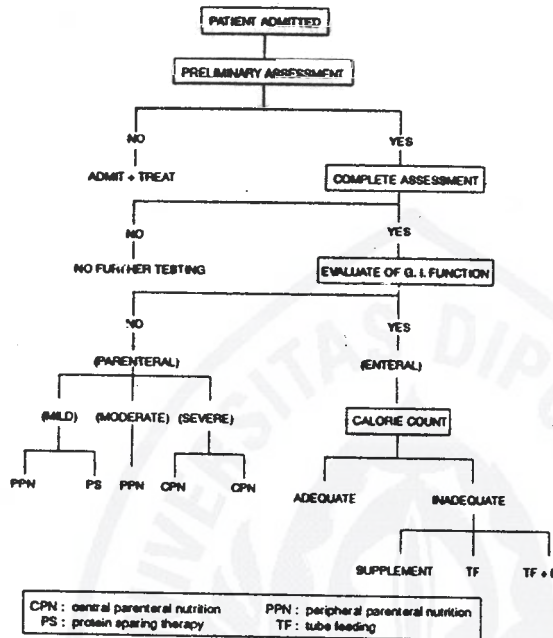 PATIENT ADMITTED
PRELIMINARY ASSESSMENT
NO YES
ADMIT + TREAT COMPLETE ASSESSMENT
NO YES
NO FURTHER TESTING EVALUATE OF G. I. FUNCTION
NO YES
(PARENTERAL) (ENTERAL)
(MILD) (MODERATE) (SEVERE) CALORIE COUNT
PPN PS PPN CPN CPN ADEQUATE INADEQUATE
SUPPLEMENT TF TF +
CPN : central parenteral nutrition PPN : peripheral parenteral nutrition
PS : protein sparing therapy TF : tube feeding